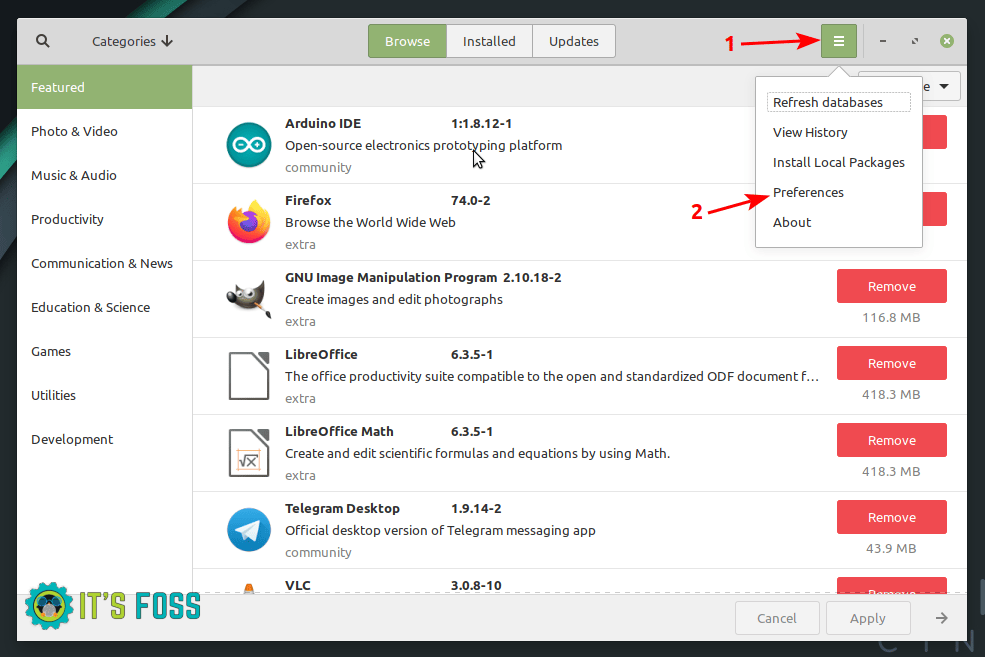 Categories
Browse
Installed
Updates
1
Featured
Photo & Video
Music & Audio
Productivity
Communication & News
Education & Science
Games
Utilities
Development
Refresh databases
View History
Install Local Packages
2
Preferences
About
Arduino IDE 1:1.8.12-1
Open-source electronics prototyping platform
community
Firefox 74.0-2
Browse the World Wide Web
extra
GNU Image Manipulation Program 2.10.18-2
Create images and edit photographs
extra
Remove
116.8 MB
LibreOffice 6.3.5-1
The office productivity suite compatible to the open and standardized ODF document f...
extra
Remove
418.3 MB
LibreOffice Math 6.3.5-1
Create and edit scientific formulas and equations by using Math.
extra
Remove
418.3 MB
Telegram Desktop 1.9.14-2
Official desktop version of Telegram messaging app
community
Remove
43.9 MB
VLC 3.0.8-10
Remove
IT'S FOSS
Cancel
Apply